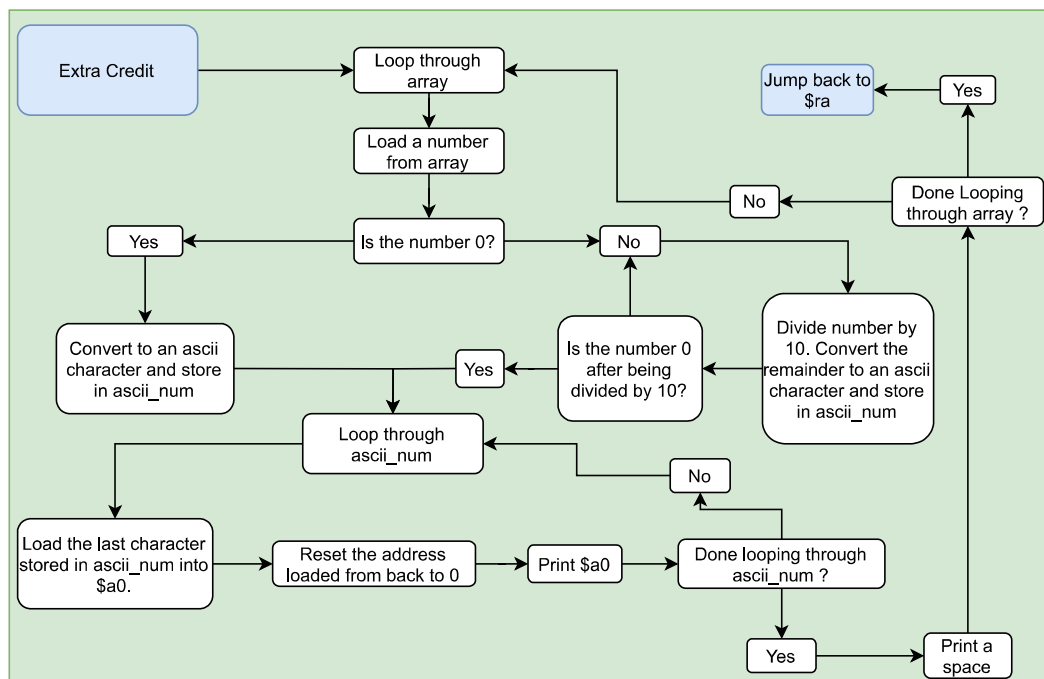 Extra Credit
Loop through
array
Jump back to
$ra
Yes
Load a number
from array
No
Done Looping
through array ?
Yes
Is the number 0?
No
Convert to an ascii
character and store
in ascii_num
Yes
Is the number 0
after being
divided by 10?
Divide number by
10. Convert the
remainder to an ascii
character and store
in ascii_num
Loop through
ascii_num
No
Load the last character
stored in ascii_num into
$a0.
Reset the address
loaded from back to 0
Print $a0
Done looping through
ascii_num ?
Yes
Print a
space